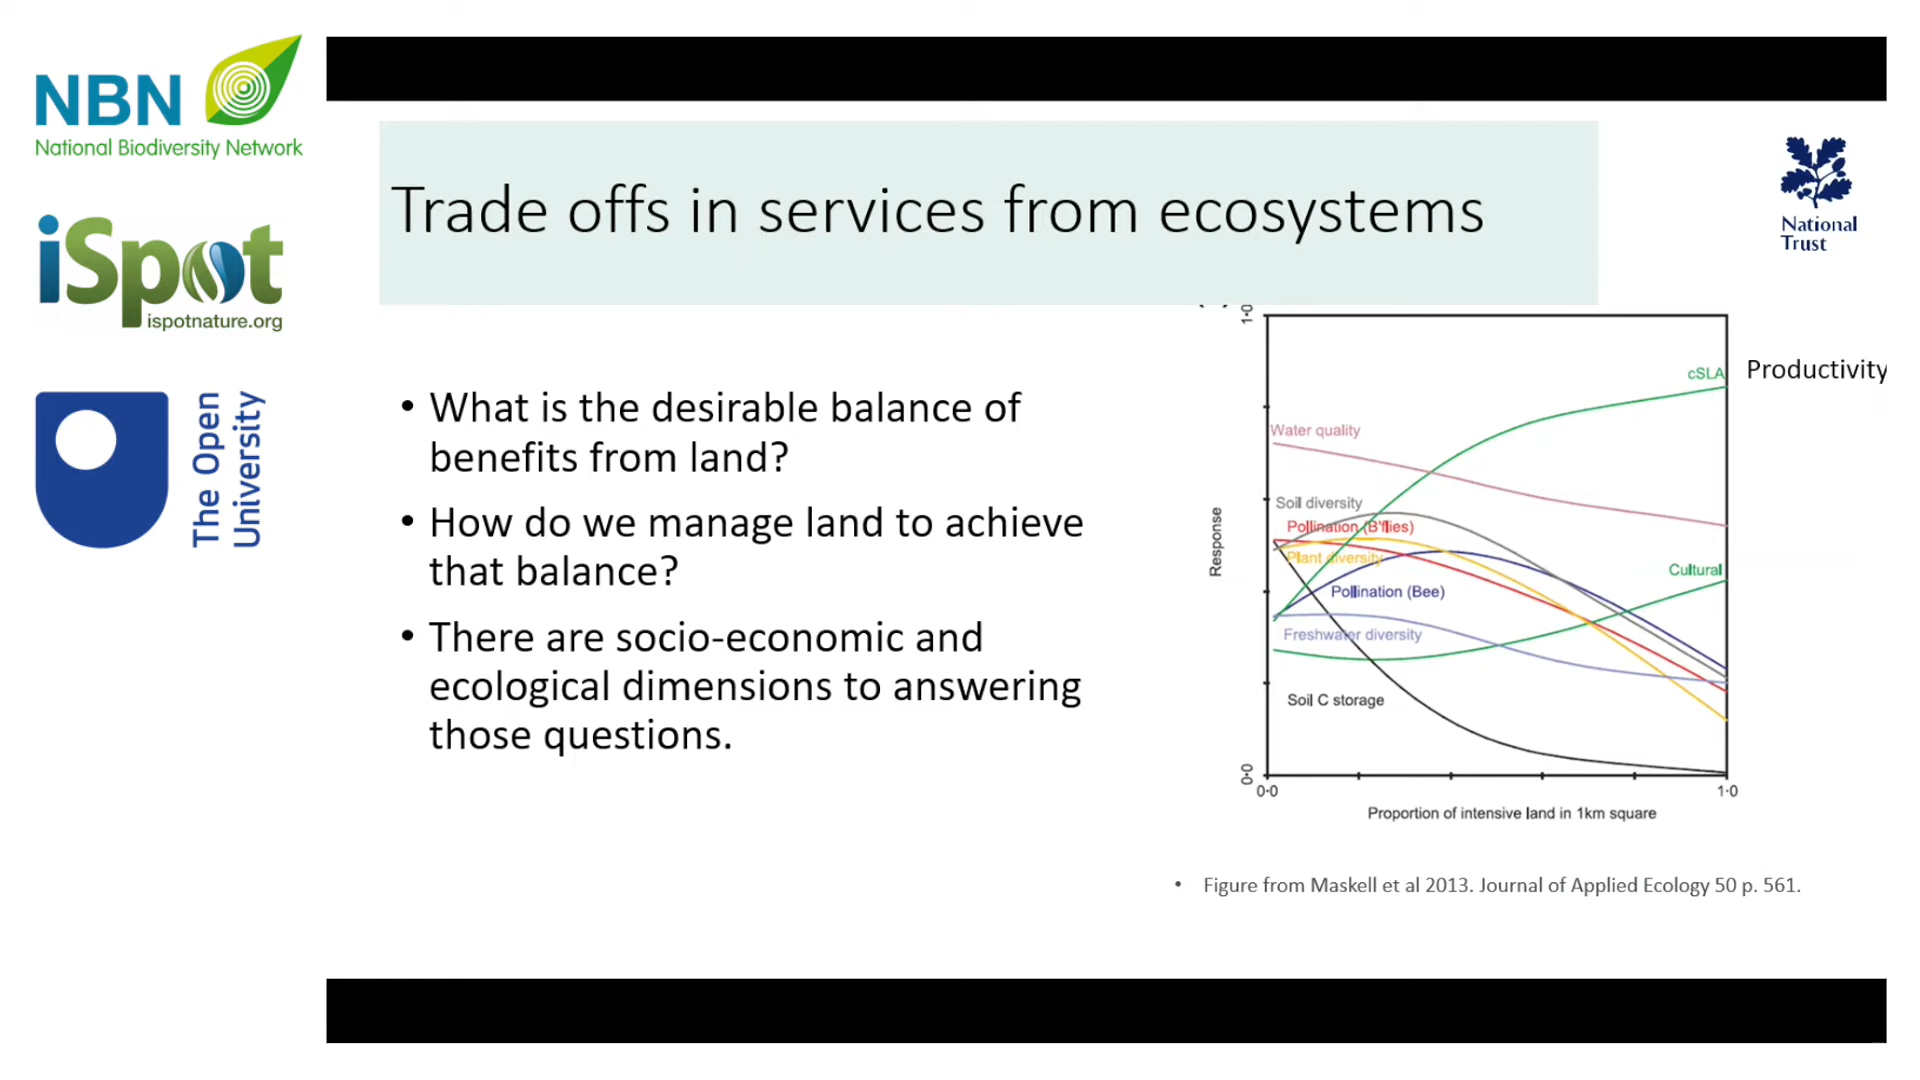 NBN
National Biodiversity Network
iSpot
ispotnature.org
The Open
University
Trade offs in services from ecosystems
National
Trust
• What is the desirable balance of
benefits from land?
• How do we manage land to achieve
that balance?
• There are socio-economic and
ecological dimensions to answering
those questions.
1·0
cSLA
Productivity
Water quality
Soil diversity
Pollination (B'flies)
Plant diversity
Cultural
Pollination (Bee)
Freshwater diversity
Soil C storage
Response
0·0
0·0
1·0
Proportion of intensive land in 1km square
• Figure from Maskell et al 2013. Journal of Applied Ecology 50 p. 561.